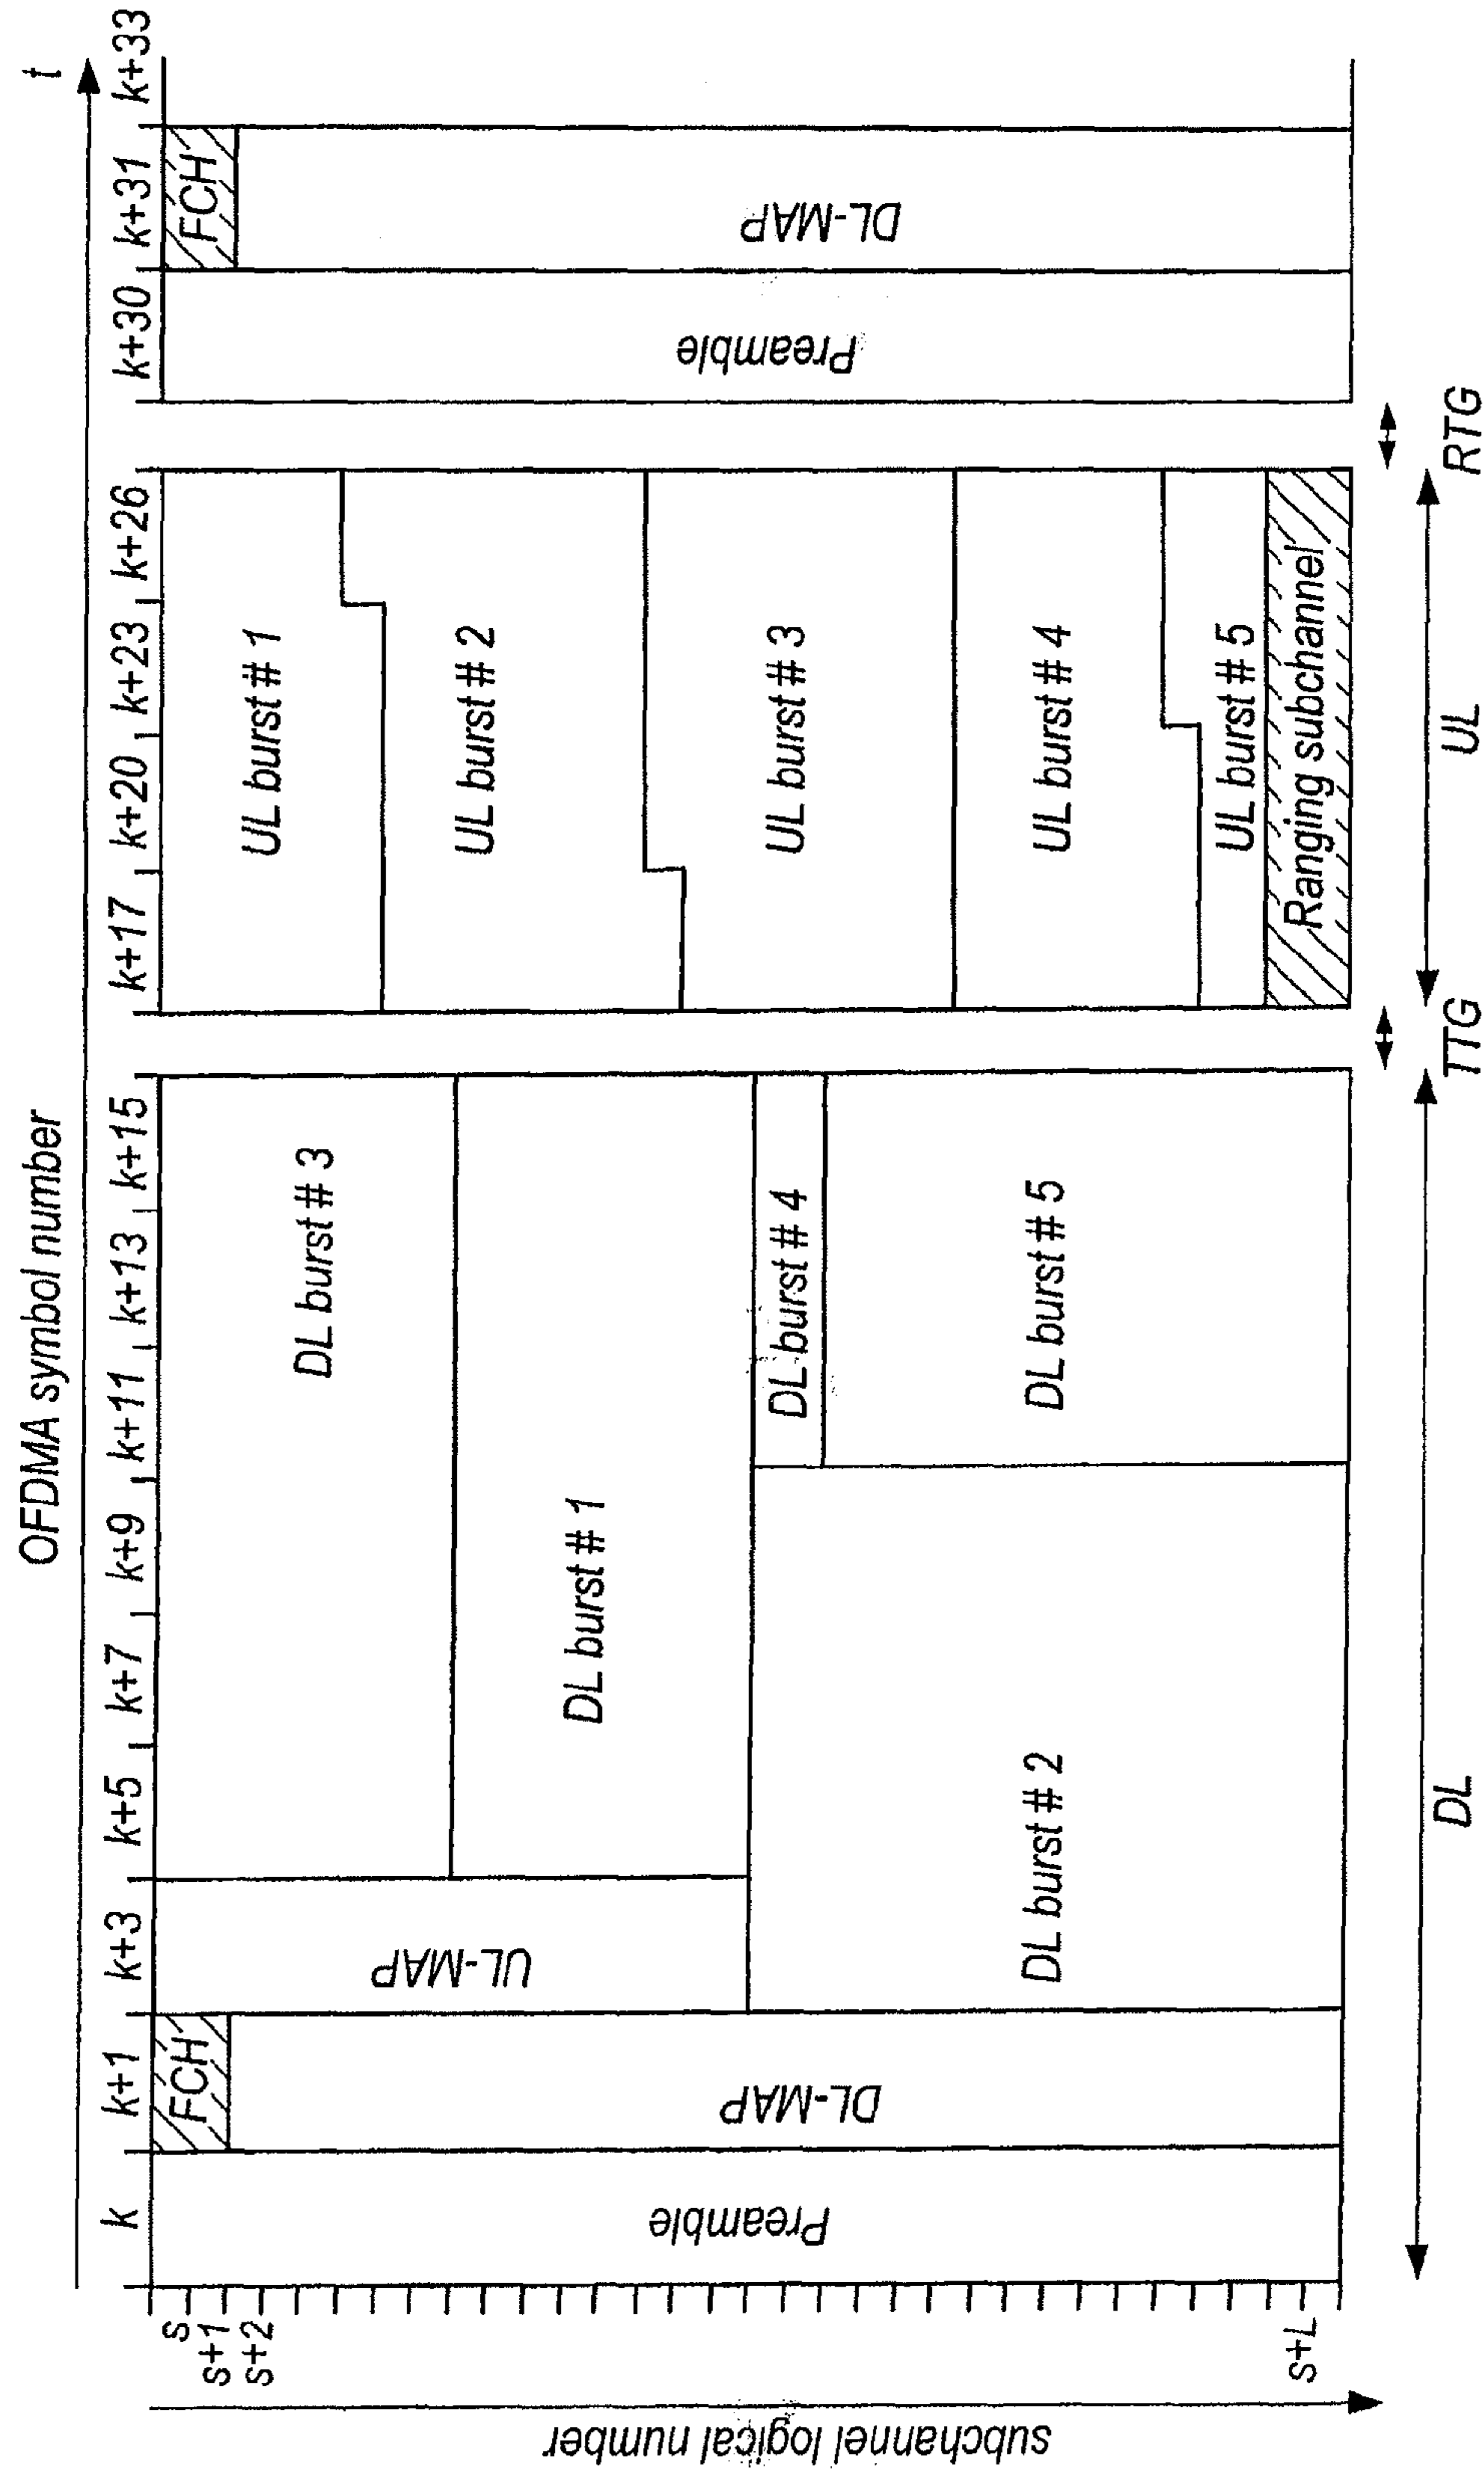 OFDMA symbol number
t
k k+1 k+3 k+5 k+7 k+9 k+11 k+13 k+15 k+17 k+20 k+23 k+26 k+30 k+31 k+33
subchannel logical number
s
s+1
s+2
s+L
Preamble
FCH
DL-MAP
UL-MAP
DL burst # 3
DL burst # 1
DL burst # 2
DL burst # 4
DL burst # 5
UL burst # 1
UL burst # 2
UL burst # 3
UL burst # 4
UL burst # 5
Ranging subchannel
Preamble
FCH
DL-MAP
DL
TTG
UL
RTG